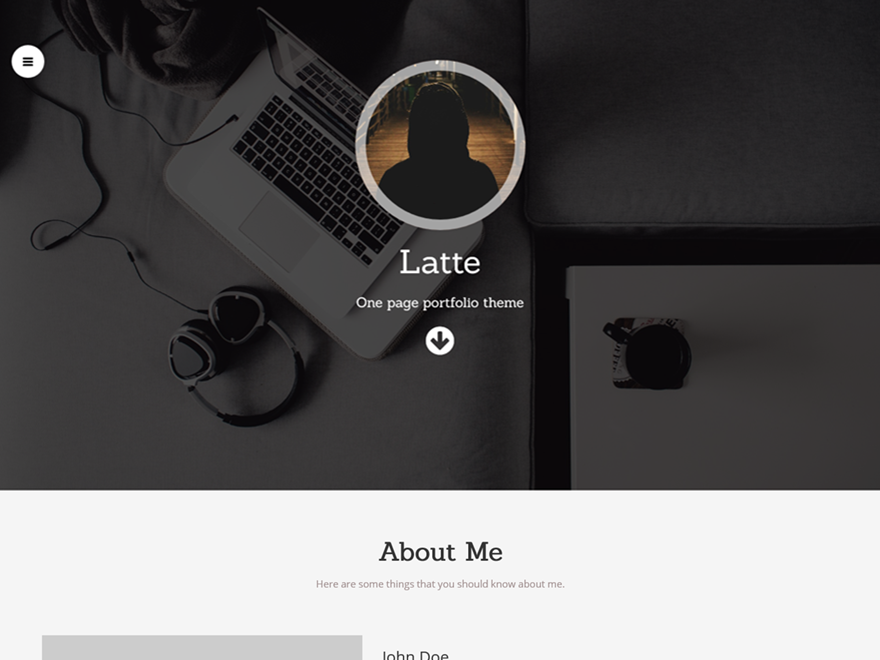 Latte
One page portfolio theme
About Me
Here are some things that you should know about me.
John Doe